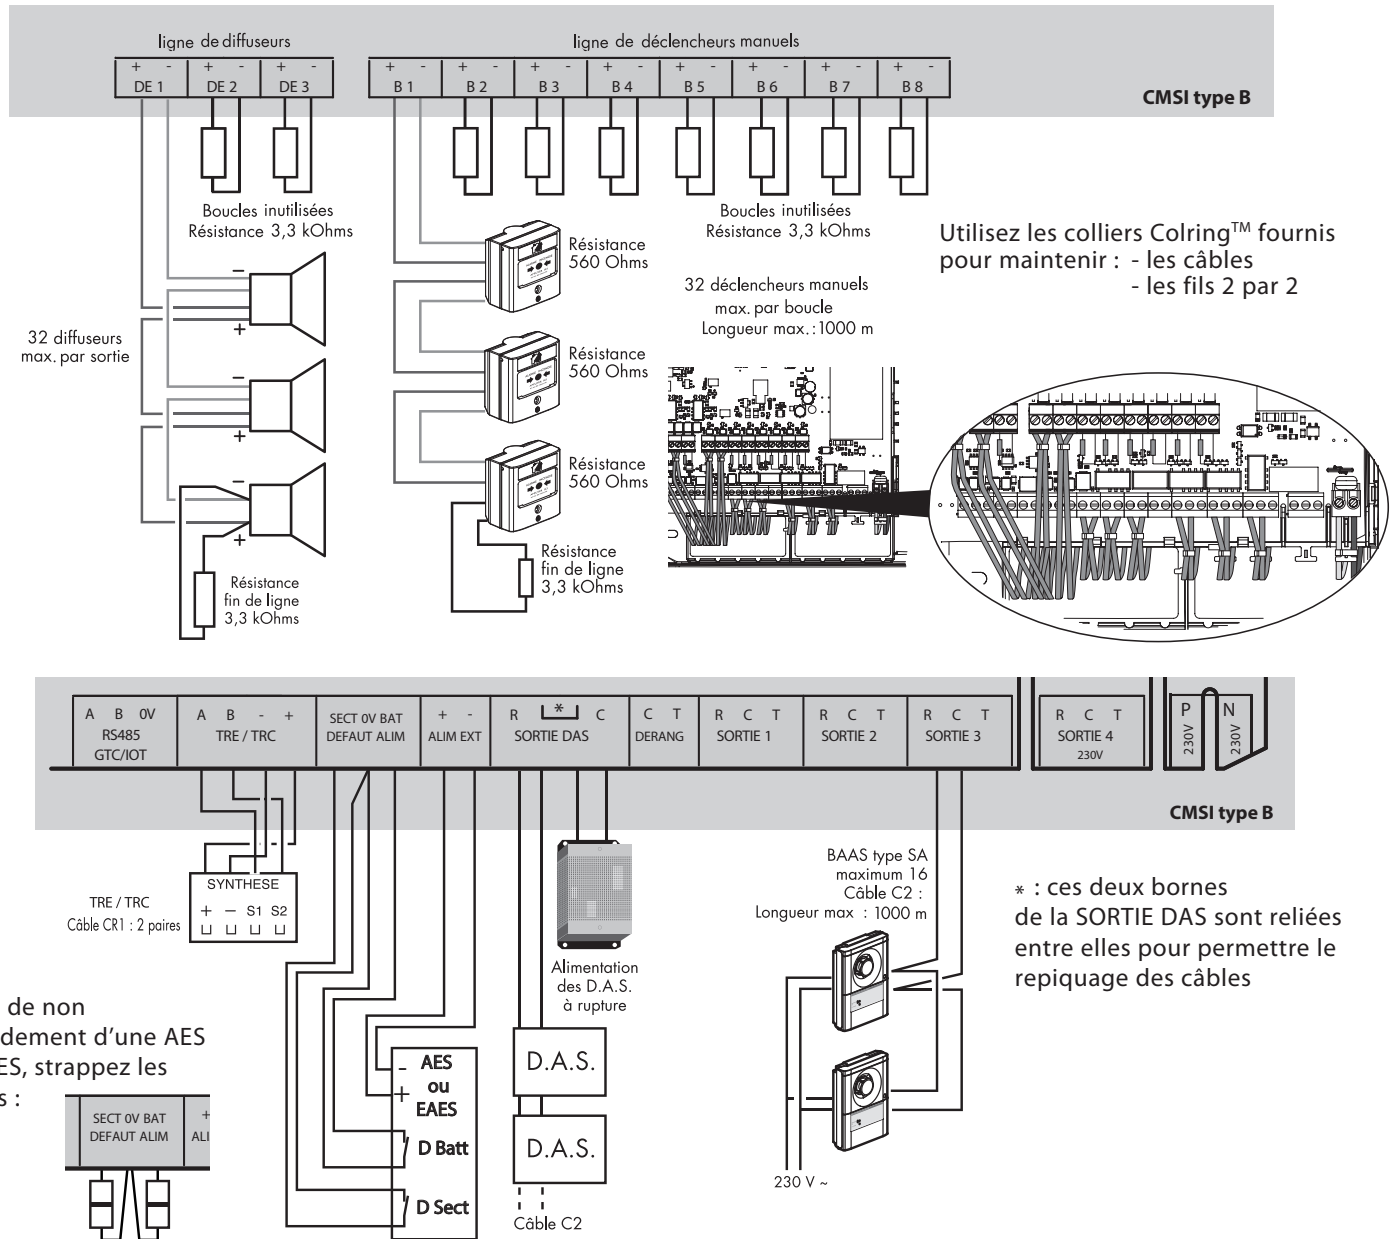 ligne de diffuseurs
ligne de déclencheurs manuels
+ - + - + -
DE 1 DE 2 DE 3
+ - + - + - + - + - + - + - + -
B 1 B 2 B 3 B 4 B 5 B 6 B 7 B 8
CMSI type B
Boucles inutilisées
Résistance 3,3 kOhms
Boucles inutilisées
Résistance 3,3 kOhms
Utilisez les colliers Colring™ fournis
pour maintenir : - les câbles
- les fils 2 par 2
Résistance
560 Ohms
32 déclencheurs manuels
max. par boucle
Longueur max. : 1000 m
−
+
32 diffuseurs
max. par sortie
Résistance
560 Ohms
−
+
Résistance
560 Ohms
−
+
Résistance
fin de ligne
3,3 kOhms
Résistance
fin de ligne
3,3 kOhms
A B 0V
RS485
GTC/IOT
A B - +
TRE / TRC
SECT 0V BAT
DEFAUT ALIM
+ -
ALIM EXT
R * C
SORTIE DAS
C T
DERANG
R C T
SORTIE 1
R C T
SORTIE 2
R C T
SORTIE 3
R C T
SORTIE 4
230V
P
230V
N
230V
CMSI type B
TRE / TRC
Câble CR1 : 2 paires
SYNTHESE
+ − S1 S2
BAAS type SA
maximum 16
Câble C2 :
Longueur max : 1000 m
* : ces deux bornes
de la SORTIE DAS sont reliées
entre elles pour permettre le
repiquage des câbles
Alimentation
des D.A.S.
à rupture
de non
dement d'une AES
ES, strappez les
s :
SECT 0V BAT
DEFAUT ALIM
+
ALI
-
+
AES
ou
EAES
D Batt
D Sect
D.A.S.
D.A.S.
Câble C2
230 V ~